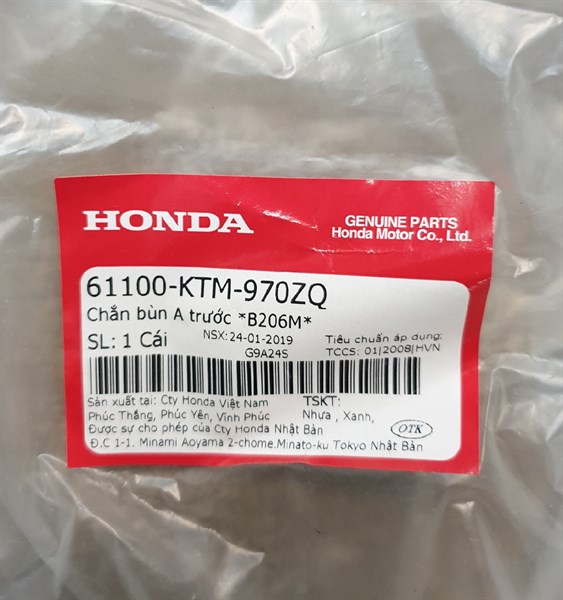 HONDA
GENUINE PARTS
Honda Motor Co., Ltd.
61100-KTM-970ZQ
Chắn bùn A trước *B206M*
SL: 1 Cái
NSX:24-01-2019
G9A24S
Tiêu chuẩn áp dụng:
TCCS: 01|2008|HVN
Sản xuất tại: Cty Honda Việt Nam
Phúc Thắng, Phúc Yên, Vĩnh Phúc
TSKT:
Nhựa , Xanh,
Được sự cho phép của Cty Honda Nhật Bản
Đ.C 1-1. Minami Aoyama 2-chome.Minato-ku Tokyo Nhật Bản
OTK